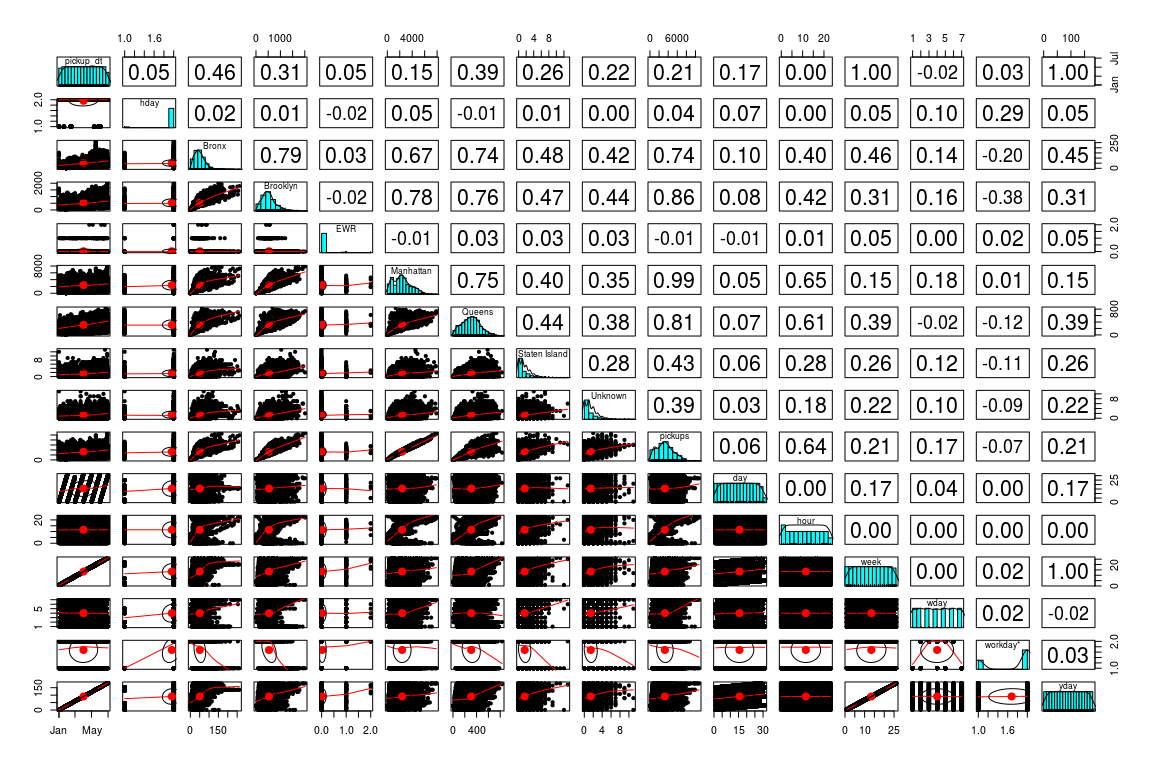 1.0 1.6 0 1000 0 4000 0 2 4 8 0 6000 0 10 20 1 3 5 7 0 100
pickup_dt 0.05 0.46 0.31 0.05 0.15 0.39 0.26 0.22 0.21 0.17 0.00 1.00 -0.02 0.03 1.00 Jan Jul
1.0 2.0 hday 0.02 0.01 -0.02 0.05 -0.01 0.01 0.00 0.04 0.07 0.00 0.05 0.10 0.29 0.05
Bronx 0.79 0.03 0.67 0.74 0.48 0.42 0.74 0.10 0.40 0.46 0.14 -0.20 0.45 0 250
0 2000 Brooklyn -0.02 0.78 0.76 0.47 0.44 0.86 0.08 0.42 0.31 0.16 -0.38 0.31
EWR -0.01 0.03 0.03 0.03 -0.01 -0.01 0.01 0.05 0.00 0.02 0.05 0.0 2.0
0 8000 Manhattan 0.75 0.40 0.35 0.99 0.05 0.65 0.15 0.18 0.01 0.15
Queens 0.44 0.38 0.81 0.07 0.61 0.39 -0.02 -0.12 0.39 0 800
0 8 Staten Island 0.28 0.43 0.06 0.28 0.26 0.12 -0.11 0.26
Unknown 0.39 0.03 0.18 0.22 0.10 -0.09 0.22 0 8
0 pickups 0.06 0.64 0.21 0.17 -0.07 0.21
day 0.00 0.17 0.04 0.00 0.17 0 25
0 20 hour 0.00 0.00 0.00 0.00
week 0.00 0.02 1.00 0 20
1 5 wday 0.02 -0.02
workday* 0.03 1.0 2.0
0 150 yday
Jan May 0 150 0.0 1.0 2.0 0 400 0 4 8 0 15 30 0 10 25 1.0 1.6